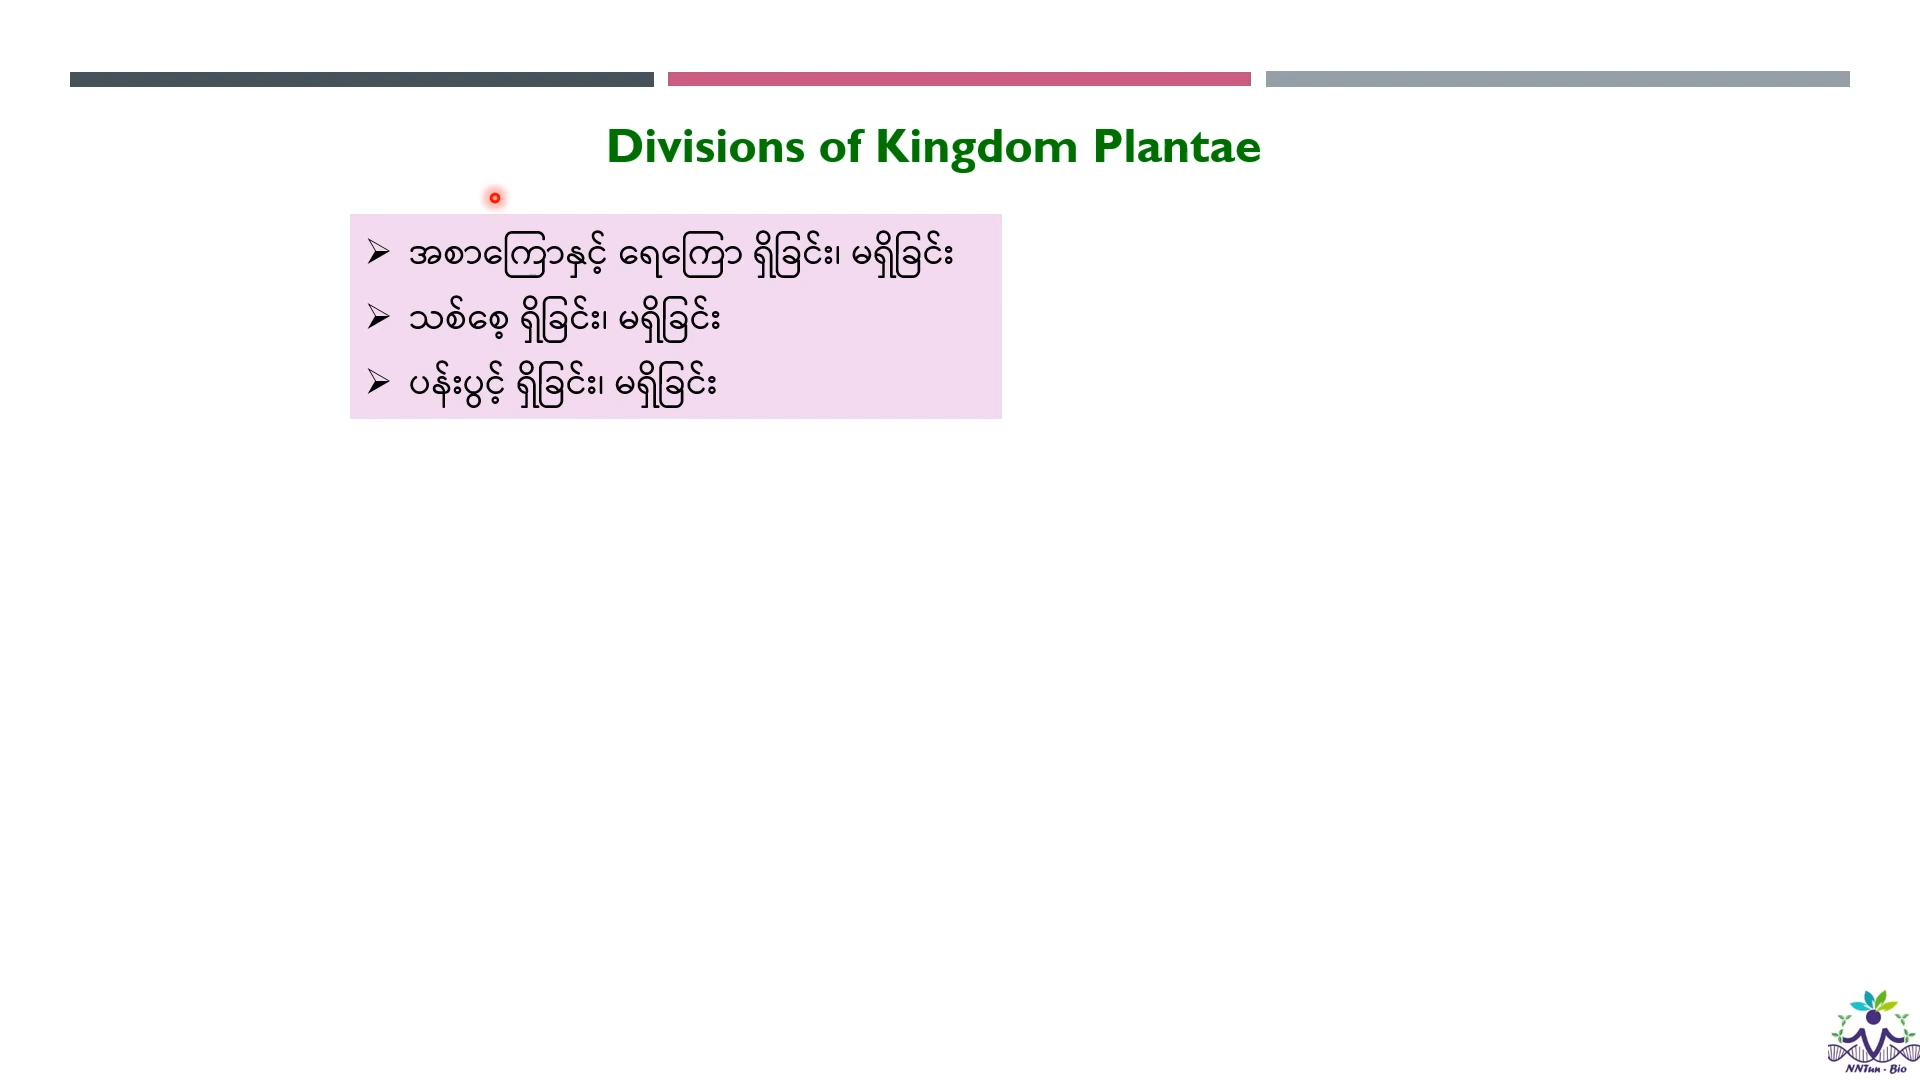 Divisions of Kingdom Plantae
➢ အစာကြောနှင့် ရေကြော ရှိခြင်း၊ မရှိခြင်း
➢ သစ်စေ့ ရှိခြင်း၊ မရှိခြင်း
➢ ပန်းပွင့် ရှိခြင်း၊ မရှိခြင်း
NNTun - Bio